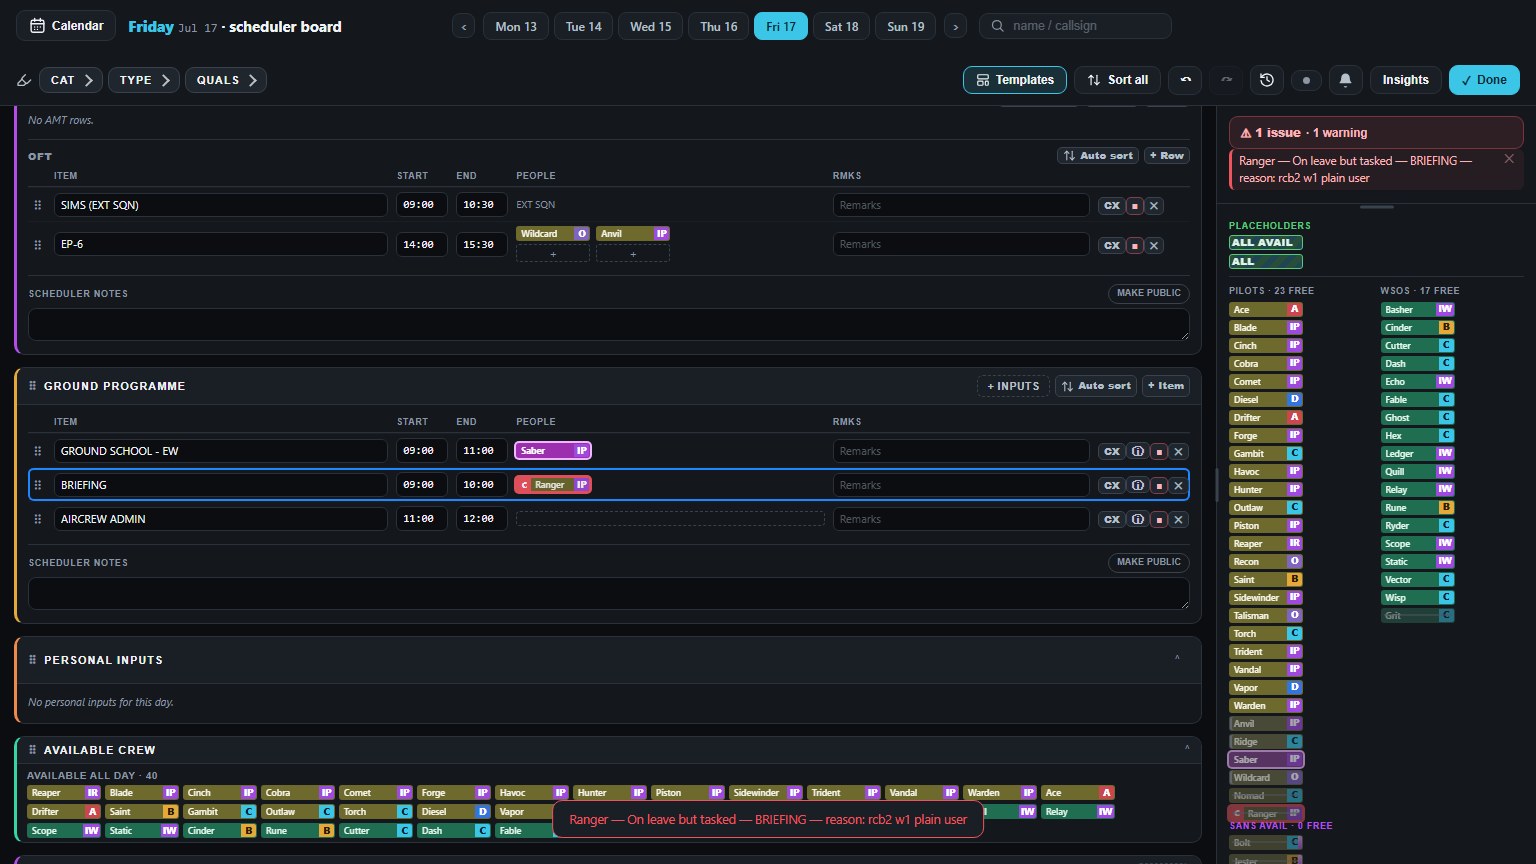 Calendar
Friday Jul 17 · scheduler board
‹ Mon 13 Tue 14 Wed 15 Thu 16 Fri 17 Sat 18 Sun 19 ›
name / callsign
CAT TYPE QUALS
Templates Sort all Insights ✓ Done
No AMT rows.
OFT
Auto sort + Row
ITEM START END PEOPLE RMKS
SIMS (EXT SQN) 09:00 10:30 EXT SQN Remarks CX
EP-6 14:00 15:30 Wildcard O Anvil IP Remarks CX
+ +
SCHEDULER NOTES MAKE PUBLIC
GROUND PROGRAMME + INPUTS Auto sort + Item
ITEM START END PEOPLE RMKS
GROUND SCHOOL - EW 09:00 11:00 Saber IP Remarks CX
BRIEFING 09:00 10:00 C Ranger IP Remarks CX
AIRCREW ADMIN 11:00 12:00 Remarks CX
SCHEDULER NOTES MAKE PUBLIC
PERSONAL INPUTS
No personal inputs for this day.
AVAILABLE CREW
AVAILABLE ALL DAY · 40
Reaper IR Blade IP Cinch IP Cobra IP Comet IP Forge IP Havoc IP Hunter IP Piston IP Sidewinder IP Trident IP Vandal IP Warden IP Ace A
Drifter A Saint B Gambit C Outlaw C Torch C Diesel D Vapor IW Relay IW
Scope IW Static IW Cinder B Rune B Cutter C Dash C Fable
Ranger — On leave but tasked — BRIEFING — reason: rcb2 w1 plain user
⚠ 1 issue · 1 warning
Ranger — On leave but tasked — BRIEFING —
reason: rcb2 w1 plain user
PLACEHOLDERS
ALL AVAIL
ALL
PILOTS · 23 FREE
Ace A
Blade IP
Cinch IP
Cobra IP
Comet IP
Diesel D
Drifter A
Forge IP
Gambit C
Havoc IP
Hunter IP
Outlaw C
Piston IP
Reaper IR
Recon O
Saint B
Sidewinder IP
Talisman O
Torch C
Trident IP
Vandal IP
Vapor D
Warden IP
Anvil IP
Ridge C
Saber IP
Wildcard O
Nomad C
C Ranger IP
WSOS · 17 FREE
Basher IW
Cinder B
Cutter C
Dash C
Echo IW
Fable C
Ghost C
Hex C
Ledger IW
Quill IW
Relay IW
Rune B
Ryder C
Scope IW
Static IW
Vector C
Wisp C
Grit C
SANS AVAIL · 0 FREE
Bolt C
Jester B